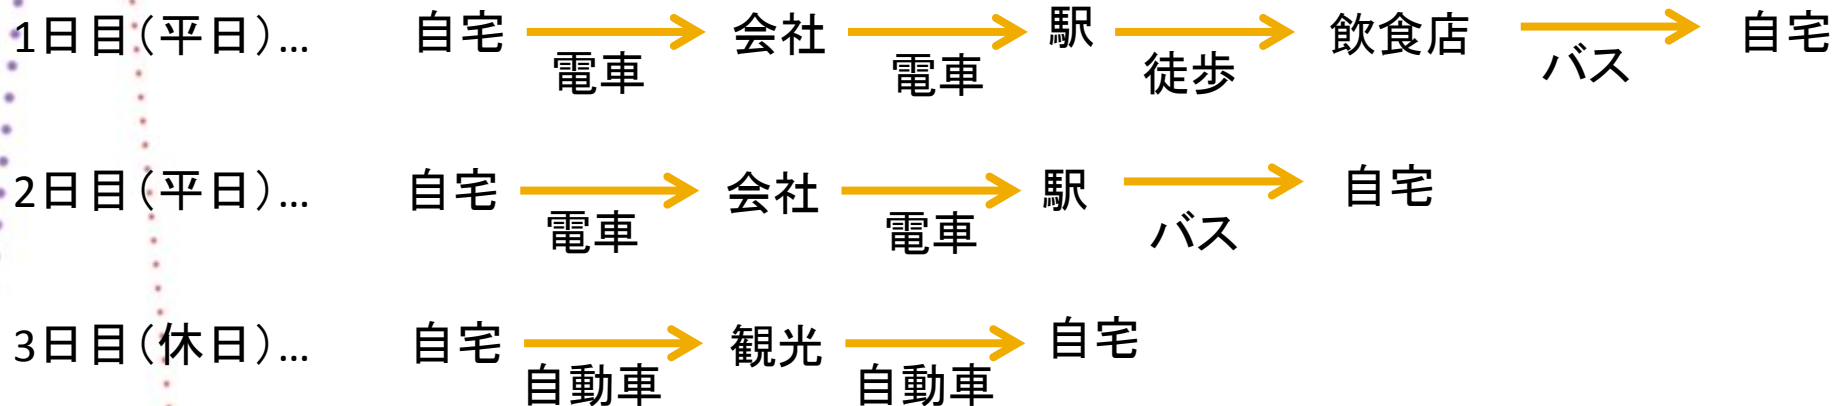 1日目(平日)… 自宅 会社 駅 飲食店 自宅
電車 電車 徒歩 バス
2日目(平日)… 自宅 会社 駅 自宅
電車 電車 バス
3日目(休日)… 自宅 観光 自宅
自動車 自動車